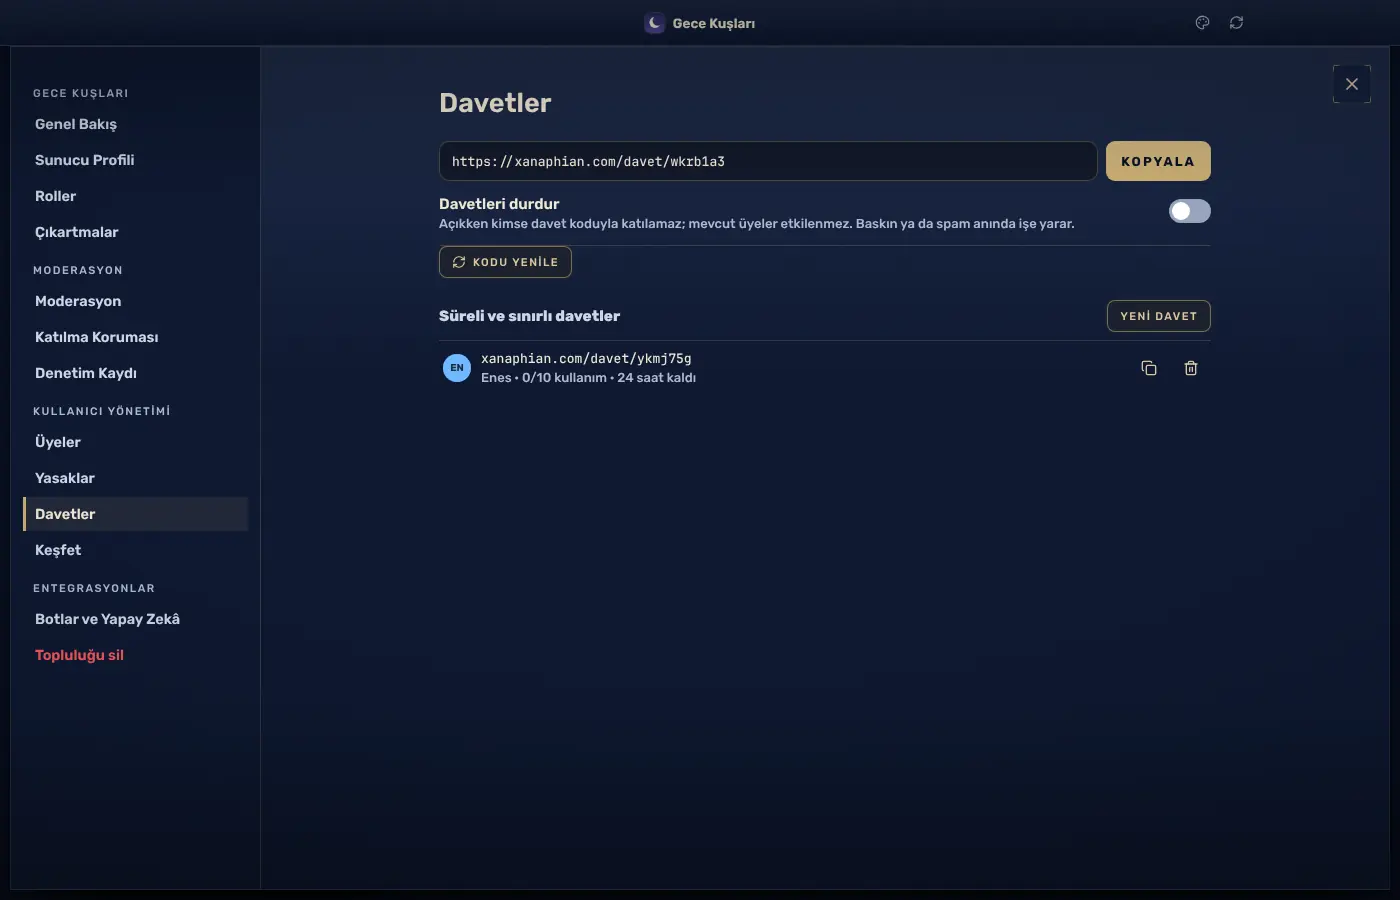 Gece Kuşları
GECE KUŞLARI
Genel Bakış
Sunucu Profili
Roller
Çıkartmalar
MODERASYON
Moderasyon
Katılma Koruması
Denetim Kaydı
KULLANICI YÖNETİMİ
Üyeler
Yasaklar
Davetler
Keşfet
ENTEGRASYONLAR
Botlar ve Yapay Zekâ
Topluluğu sil
Davetler
https://xanaphian.com/davet/wkrb1a3
KOPYALA
Davetleri durdur
Açıkken kimse davet koduyla katılamaz; mevcut üyeler etkilenmez. Baskın ya da spam anında işe yarar.
KODU YENİLE
Süreli ve sınırlı davetler
YENİ DAVET
EN
xanaphian.com/davet/ykmj75g
Enes • 0/10 kullanım • 24 saat kaldı